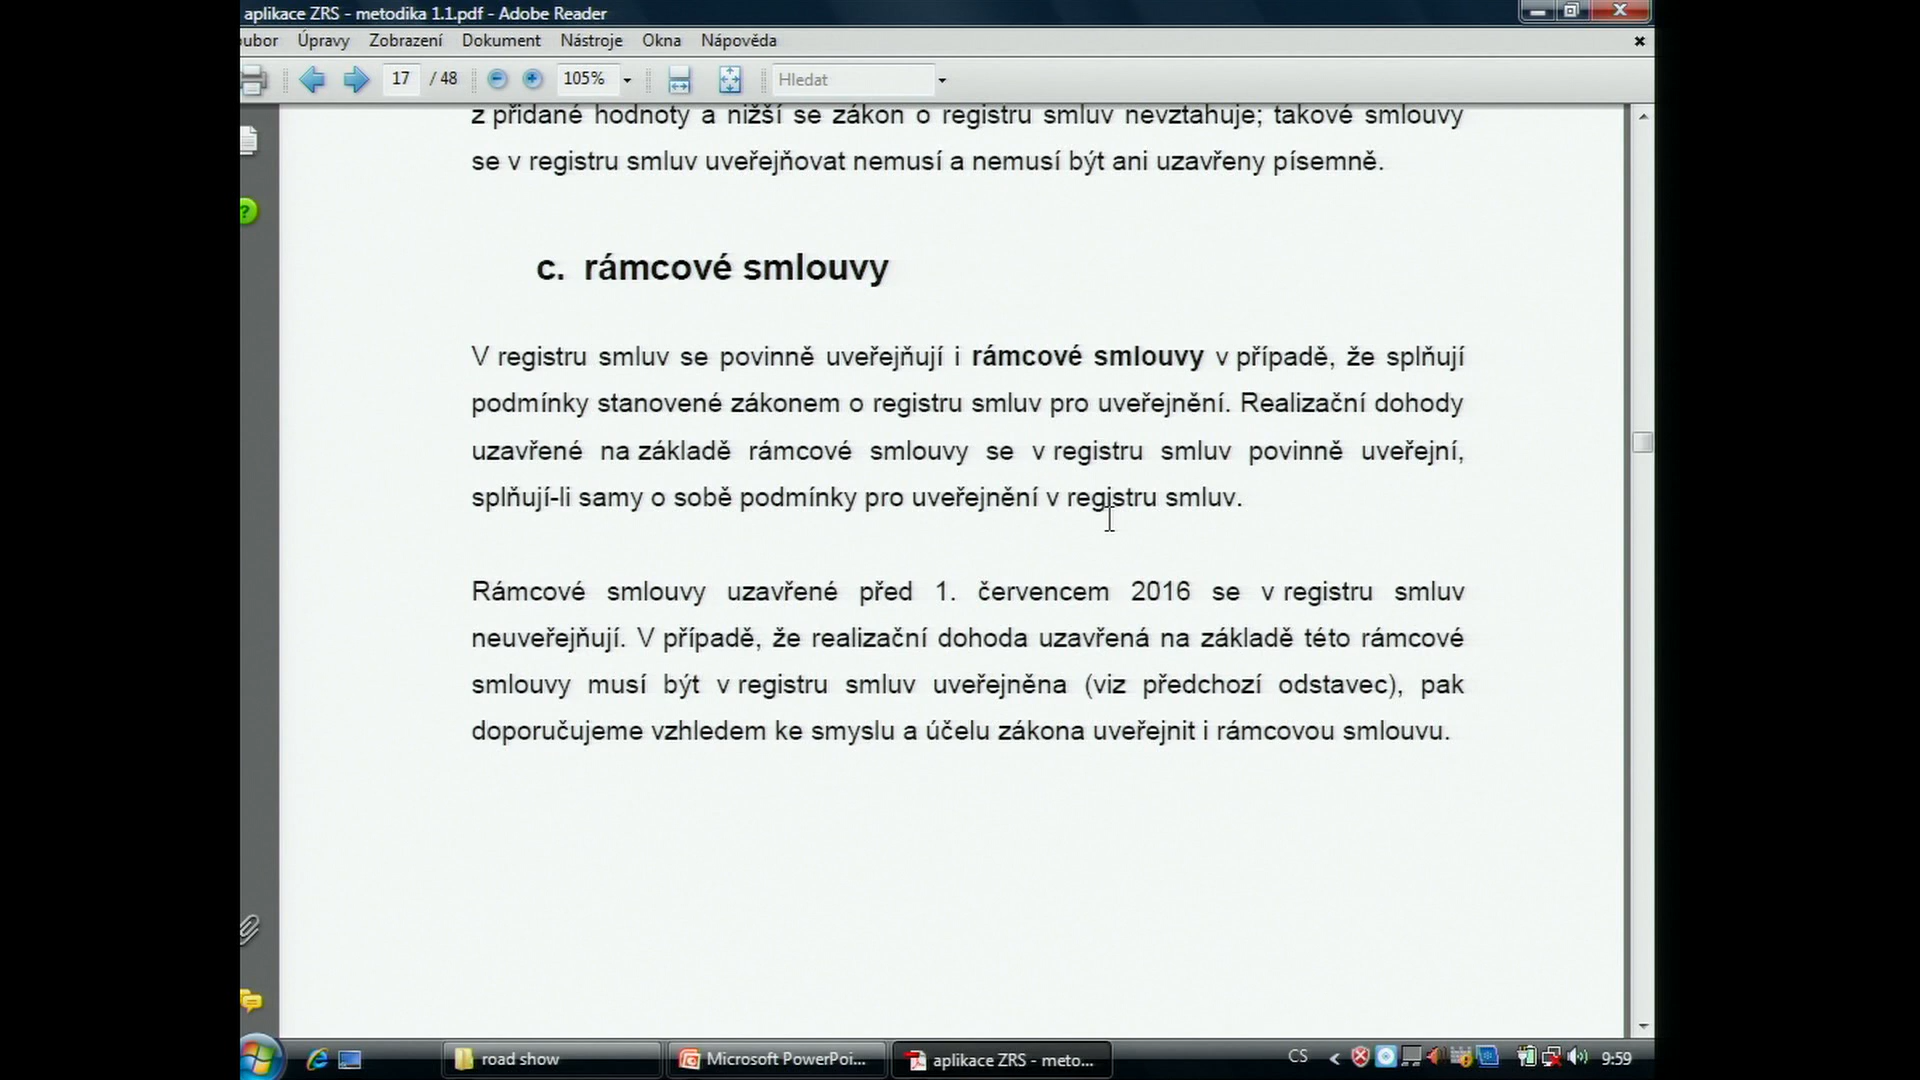 aplikace ZRS - metodika 1.1.pdf - Adobe Reader
oubor Úpravy Zobrazení Dokument Nástroje Okna Nápověda
17 / 48 105% Hledat
z přidané hodnoty a nižší se zákon o registru smluv nevztahuje; takové smlouvy
se v registru smluv uveřejňovat nemusí a nemusí být ani uzavřeny písemně.
c. rámcové smlouvy
V registru smluv se povinně uveřejňují i rámcové smlouvy v případě, že splňují
podmínky stanovené zákonem o registru smluv pro uveřejnění. Realizační dohody
uzavřené na základě rámcové smlouvy se v registru smluv povinně uveřejní,
splňují-li samy o sobě podmínky pro uveřejnění v registru smluv.
Rámcové smlouvy uzavřené před 1. červencem 2016 se v registru smluv
neuveřejňují. V případě, že realizační dohoda uzavřená na základě této rámcové
smlouvy musí být v registru smluv uveřejněna (viz předchozí odstavec), pak
doporučujeme vzhledem ke smyslu a účelu zákona uveřejnit i rámcovou smlouvu.
road show Microsoft PowerPoi... aplikace ZRS - meto... CS 9:59